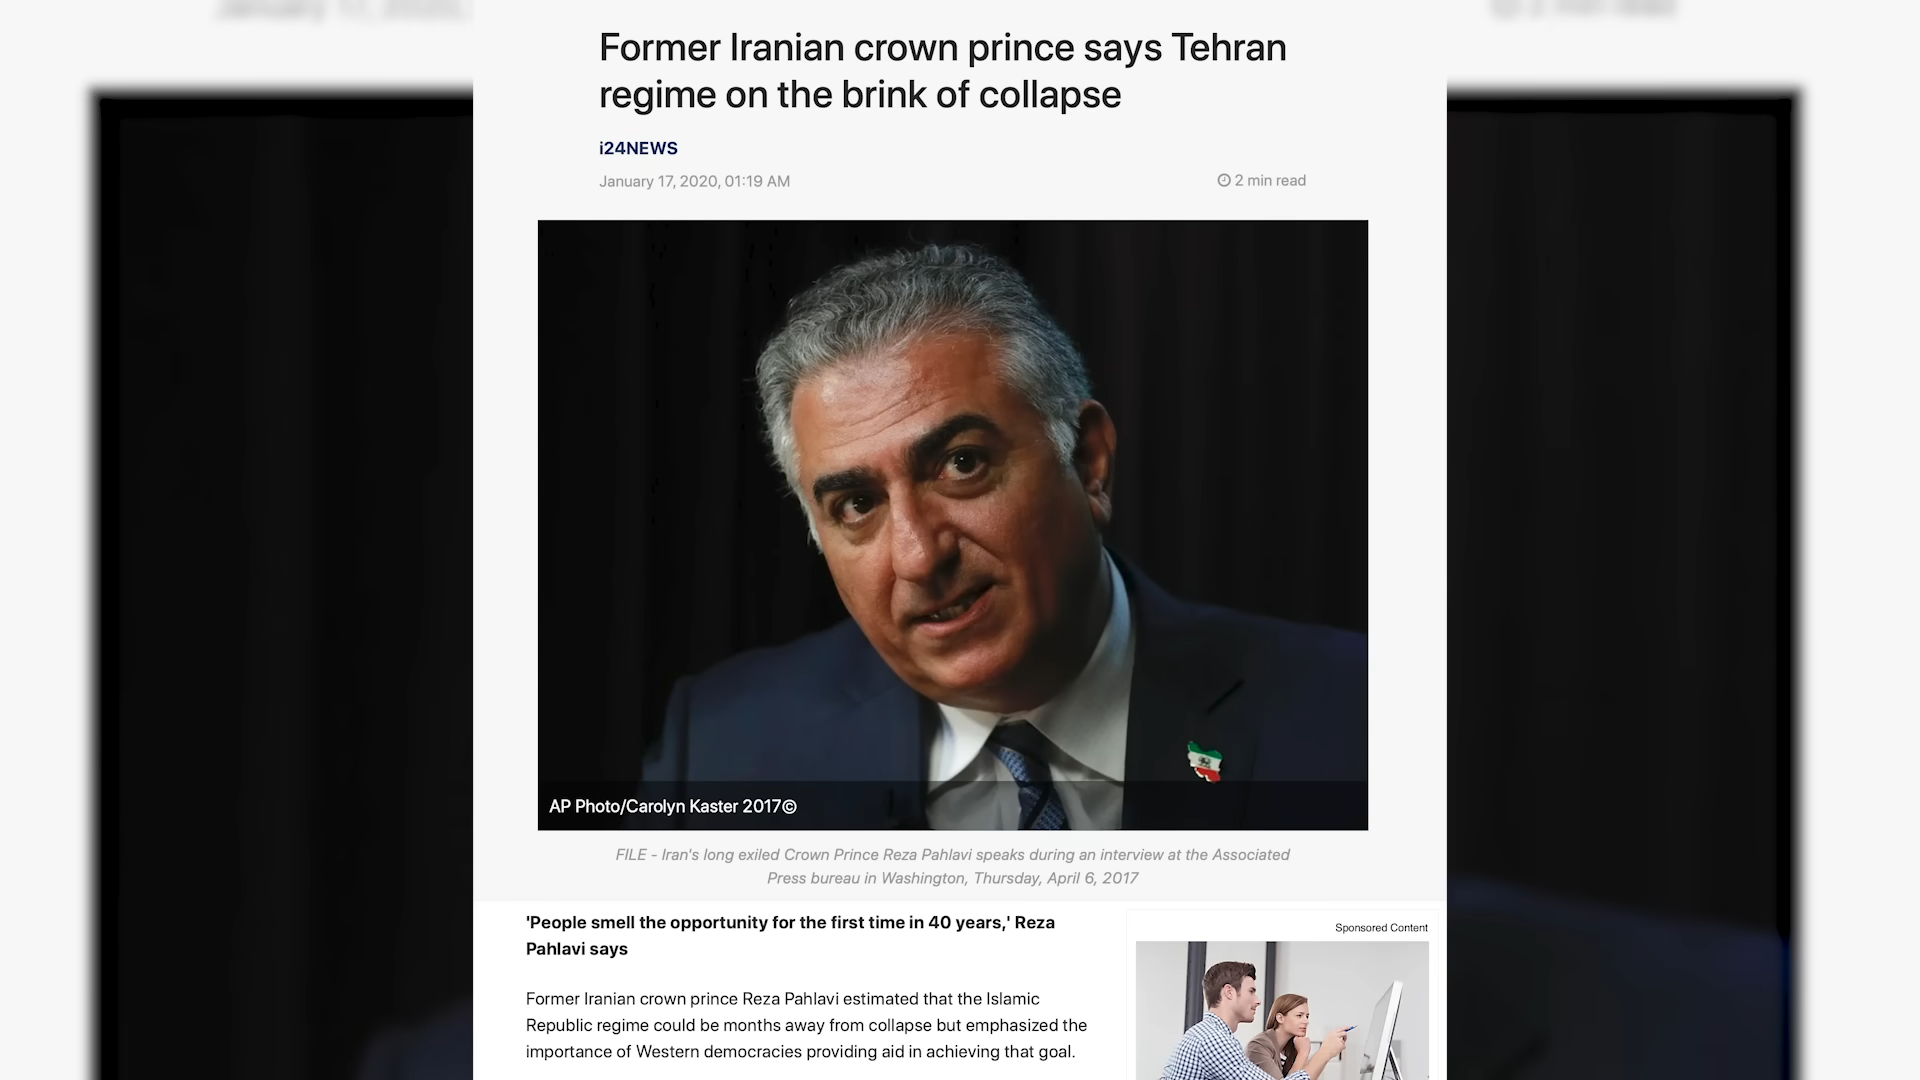 Former Iranian crown prince says Tehran
regime on the brink of collapse
i24NEWS
January 17, 2020, 01:19 AM
2 min read
AP Photo/Carolyn Kaster 2017©
FILE - Iran's long exiled Crown Prince Reza Pahlavi speaks during an interview at the Associated
Press bureau in Washington, Thursday, April 6, 2017
'People smell the opportunity for the first time in 40 years,' Reza
Pahlavi says
Sponsored Content
Former Iranian crown prince Reza Pahlavi estimated that the Islamic
Republic regime could be months away from collapse but emphasized the
importance of Western democracies providing aid in achieving that goal.